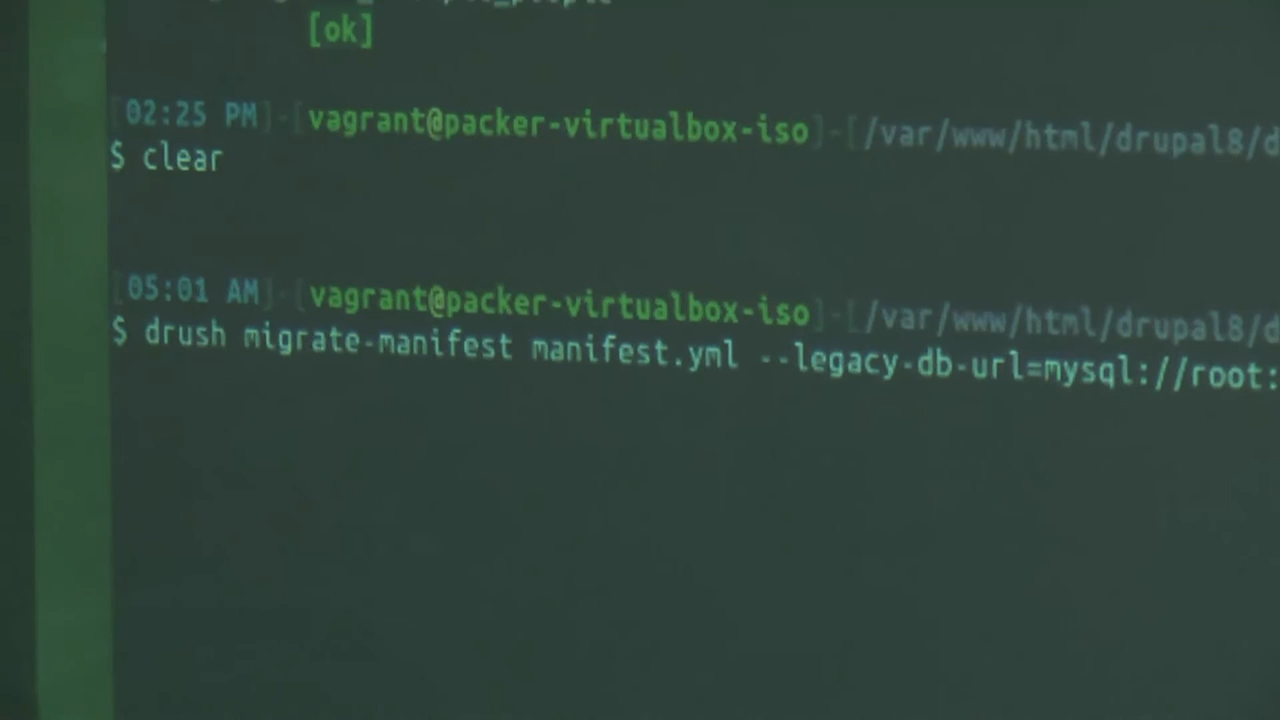 [ok]
[02:25 PM]-[vagrant@packer-virtualbox-iso]-[/var/www/html/drupal8/d
$ clear
[05:01 AM]-[vagrant@packer-virtualbox-iso]-[/var/www/html/drupal8/d
$ drush migrate-manifest manifest.yml --legacy-db-url=mysql://root: